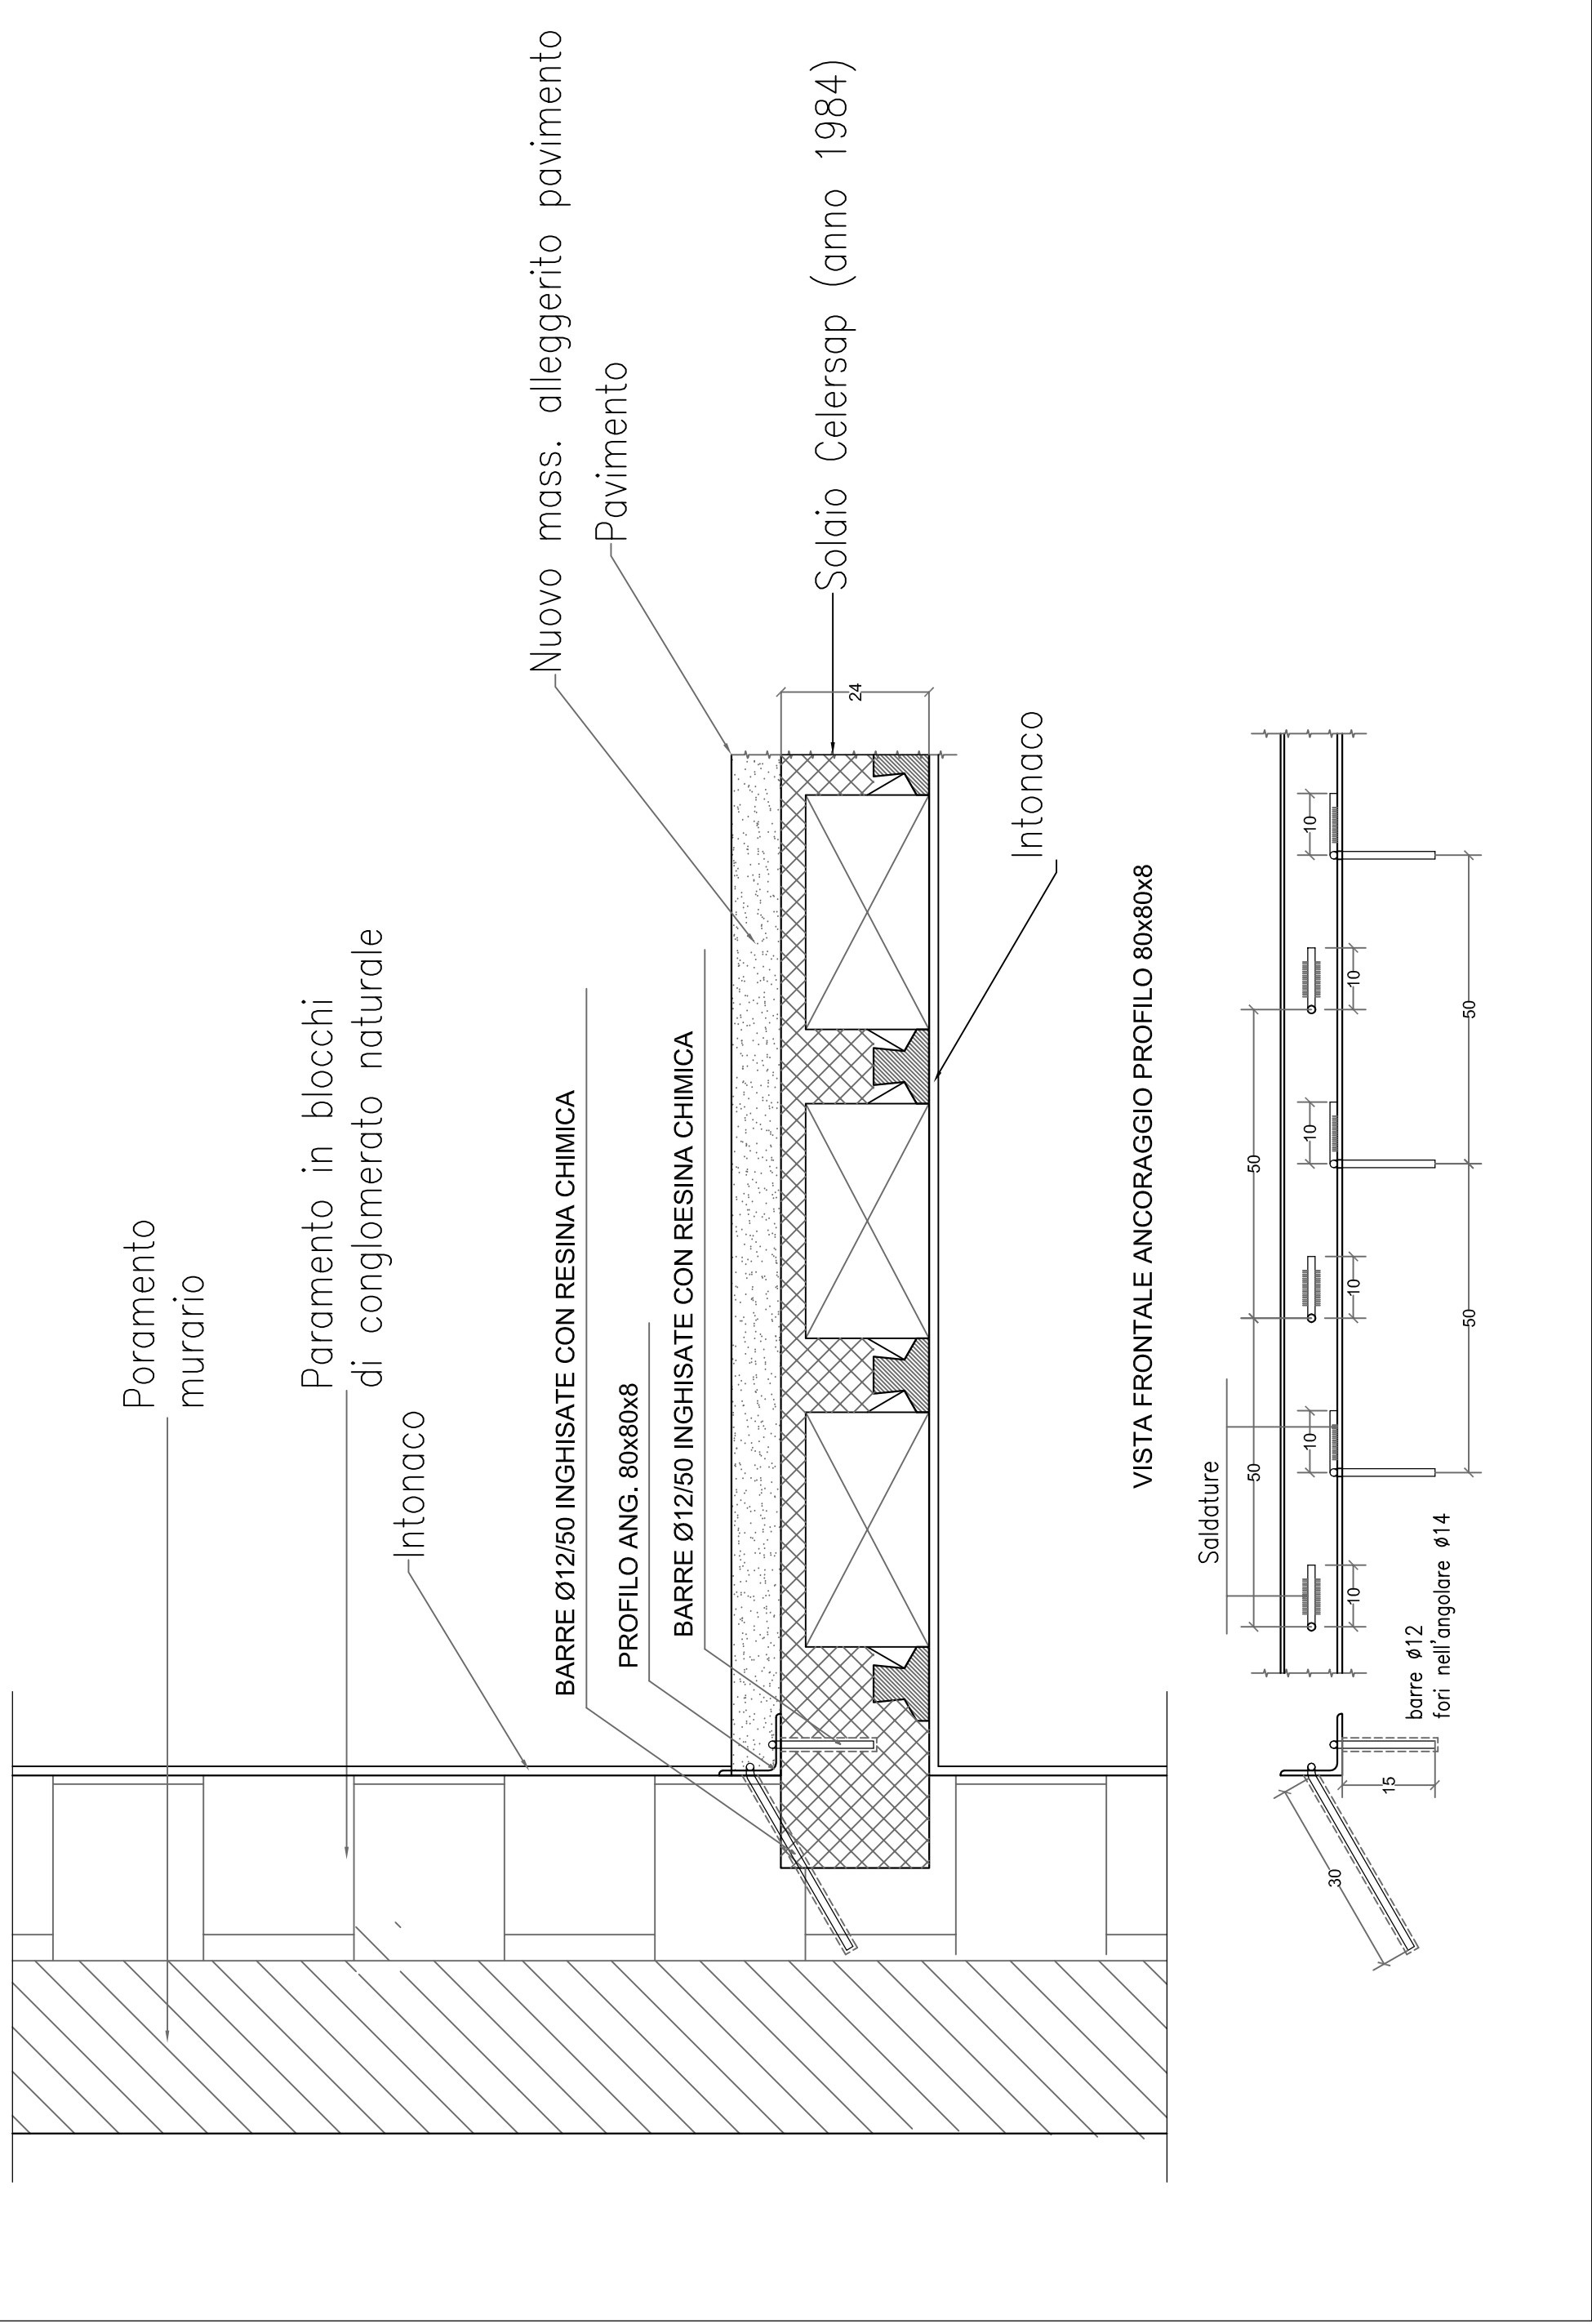 Poramento
murario
Paramento in blocchi
di conglomerato naturale
Intonaco
Nuovo mass. alleggerito pavimento
Pavimento
BARRE Ø12/50 INGHISATE CON RESINA CHIMICA
PROFILO ANG. 80x80x8
BARRE Ø12/50 INGHISATE CON RESINA CHIMICA
Solaio Celersap (anno 1984)
24
Intonaco
VISTA FRONTALE ANCORAGGIO PROFILO 80x80x8
Saldature
50
50
10
10
10
10
10
10
50
50
barre ø12
fori nell'angolare ø14
15
30